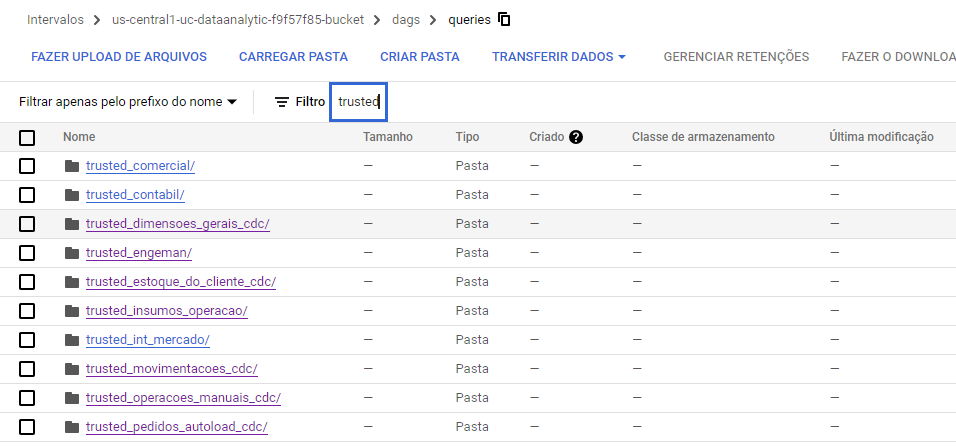 Intervalos > us-central1-uc-dataanalytic-f9f57f85-bucket > dags > queries
FAZER UPLOAD DE ARQUIVOS CARREGAR PASTA CRIAR PASTA TRANSFERIR DADOS GERENCIAR RETENÇÕES FAZER O DOWNLOA
Filtrar apenas pelo prefixo do nome Filtro trusted
Nome Tamanho Tipo Criado ? Classe de armazenamento Última modificação
trusted_comercial/ — Pasta — — —
trusted_contabil/ — Pasta — — —
trusted_dimensoes_gerais_cdc/ — Pasta — — —
trusted_engeman/ — Pasta — — —
trusted_estoque_do_cliente_cdc/ — Pasta — — —
trusted_insumos_operacao/ — Pasta — — —
trusted_int_mercado/ — Pasta — — —
trusted_movimentacoes_cdc/ — Pasta — — —
trusted_operacoes_manuais_cdc/ — Pasta — — —
trusted_pedidos_autoload_cdc/ — Pasta — — —